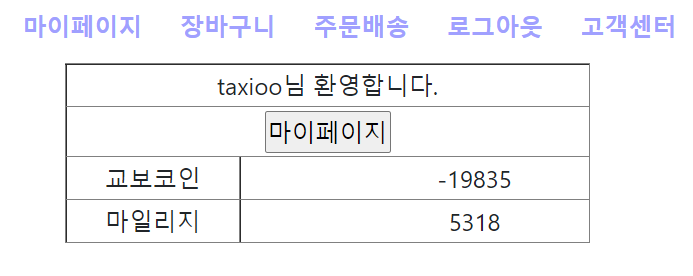 마이페이지 장바구니 주문배송 로그아웃 고객센터
taxioo님 환영합니다.
마이페이지
교보코인 -19835
마일리지 5318